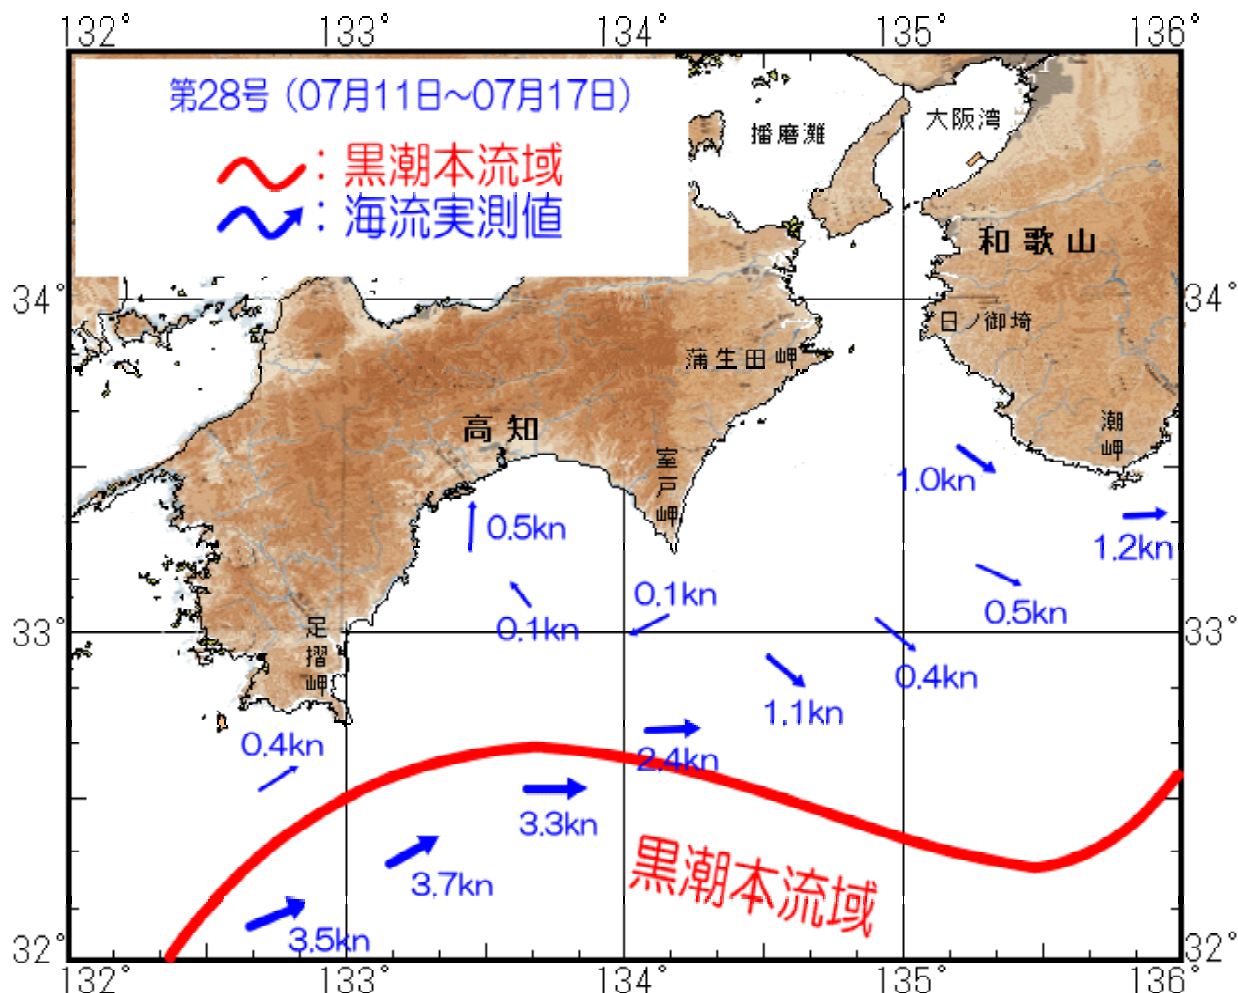 132° 133° 134° 135° 136°
第28号（07月11日～07月17日）
：黒潮本流域
：海流実測値
播磨灘
大阪湾
和歌山
34° 34°
日ノ御埼
蒲生田岬
高知
潮岬
室戸岬
1.0kn
0.5kn
1.2kn
0.1kn
0.5kn
0.1kn
33° 33°
足摺岬
0.4kn
1.1kn
0.4kn
2.4kn
3.3kn
黒潮本流域
3.7kn
3.5kn
32° 32°
132° 133° 134° 135° 136°